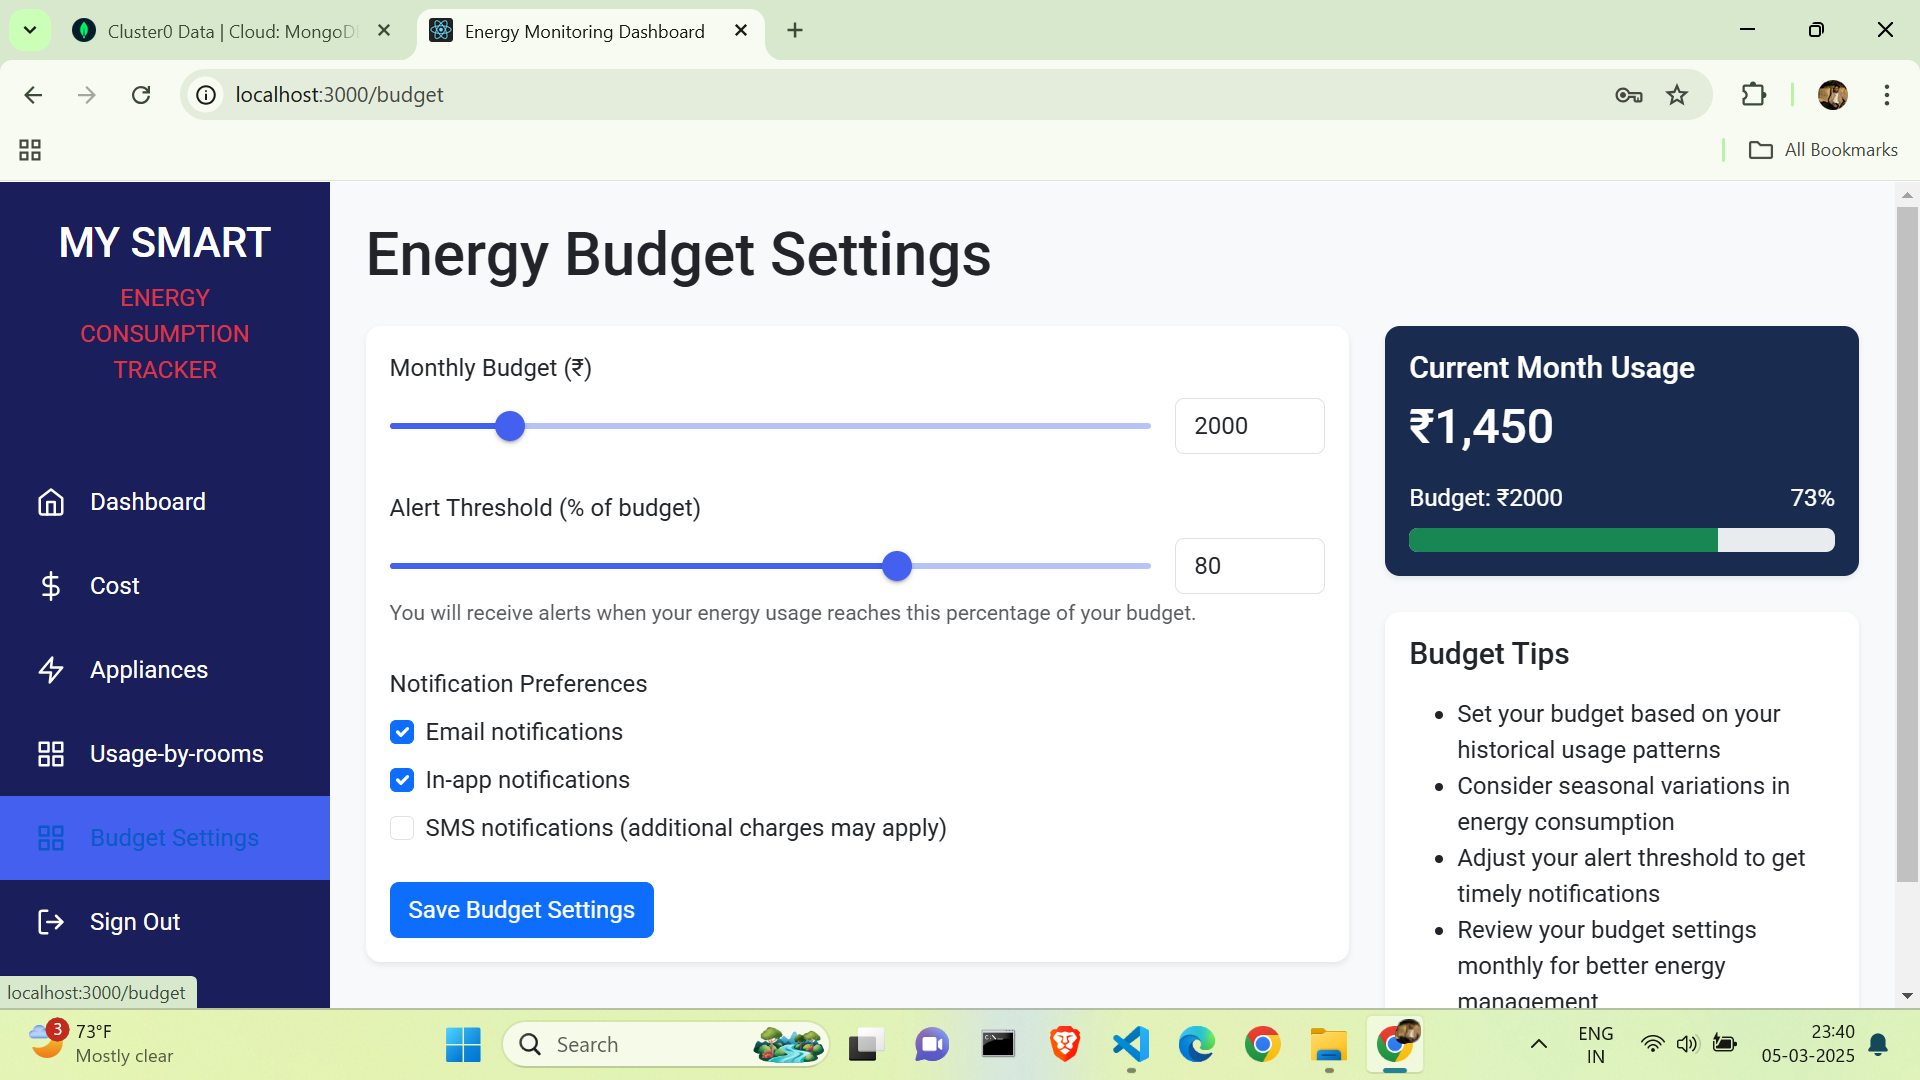 Cluster0 Data | Cloud: MongoD
Energy Monitoring Dashboard
localhost:3000/budget
All Bookmarks
MY SMART
ENERGY
CONSUMPTION
TRACKER
Dashboard
Cost
Appliances
Usage-by-rooms
Budget Settings
Sign Out
localhost:3000/budget
Energy Budget Settings
Monthly Budget (₹)
2000
Alert Threshold (% of budget)
80
You will receive alerts when your energy usage reaches this percentage of your budget.
Notification Preferences
Email notifications
In-app notifications
SMS notifications (additional charges may apply)
Save Budget Settings
Current Month Usage
₹1,450
Budget: ₹2000 73%
Budget Tips
• Set your budget based on your
historical usage patterns
• Consider seasonal variations in
energy consumption
• Adjust your alert threshold to get
timely notifications
• Review your budget settings
monthly for better energy
management
3
73°F
Mostly clear
Search
ENG
IN
23:40
05-03-2025